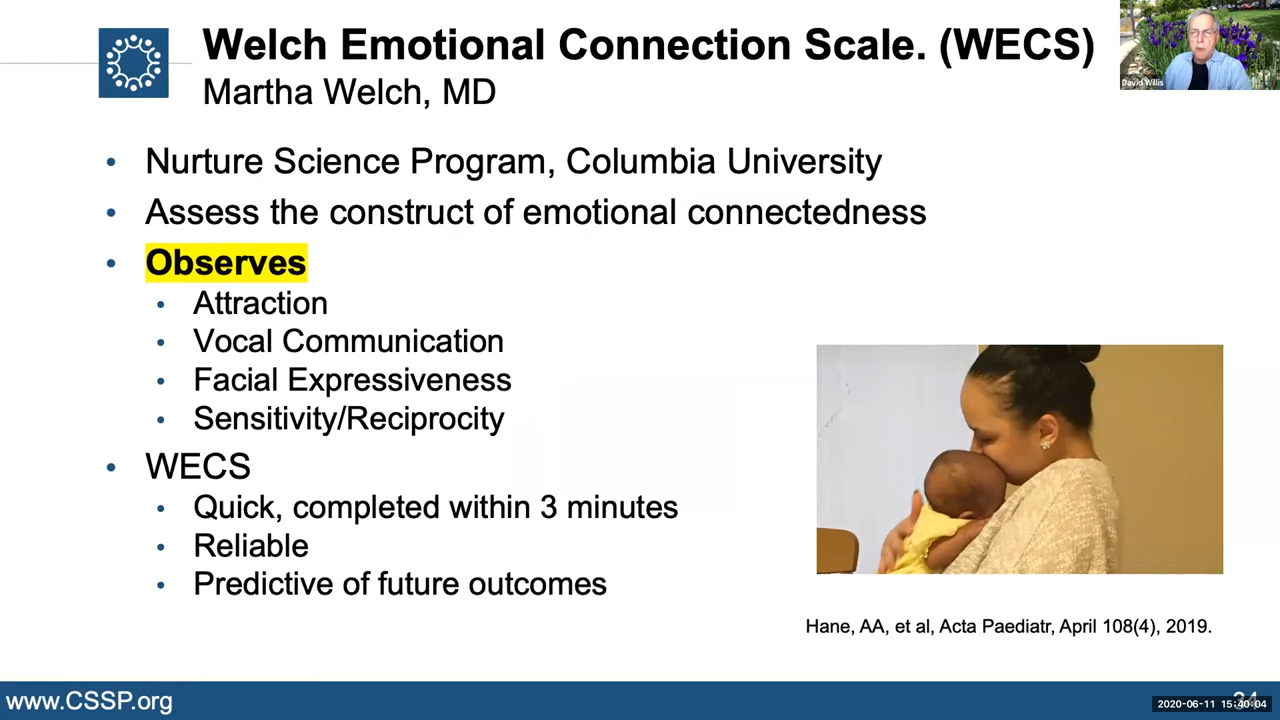 Welch Emotional Connection Scale. (WECS)
Martha Welch, MD
David Willis
• Nurture Science Program, Columbia University
• Assess the construct of emotional connectedness
• Observes
• Attraction
• Vocal Communication
• Facial Expressiveness
• Sensitivity/Reciprocity
• WECS
• Quick, completed within 3 minutes
• Reliable
• Predictive of future outcomes
Hane, AA, et al, Acta Paediatr, April 108(4), 2019.
www.CSSP.org
34
2020-06-11 15:40:04